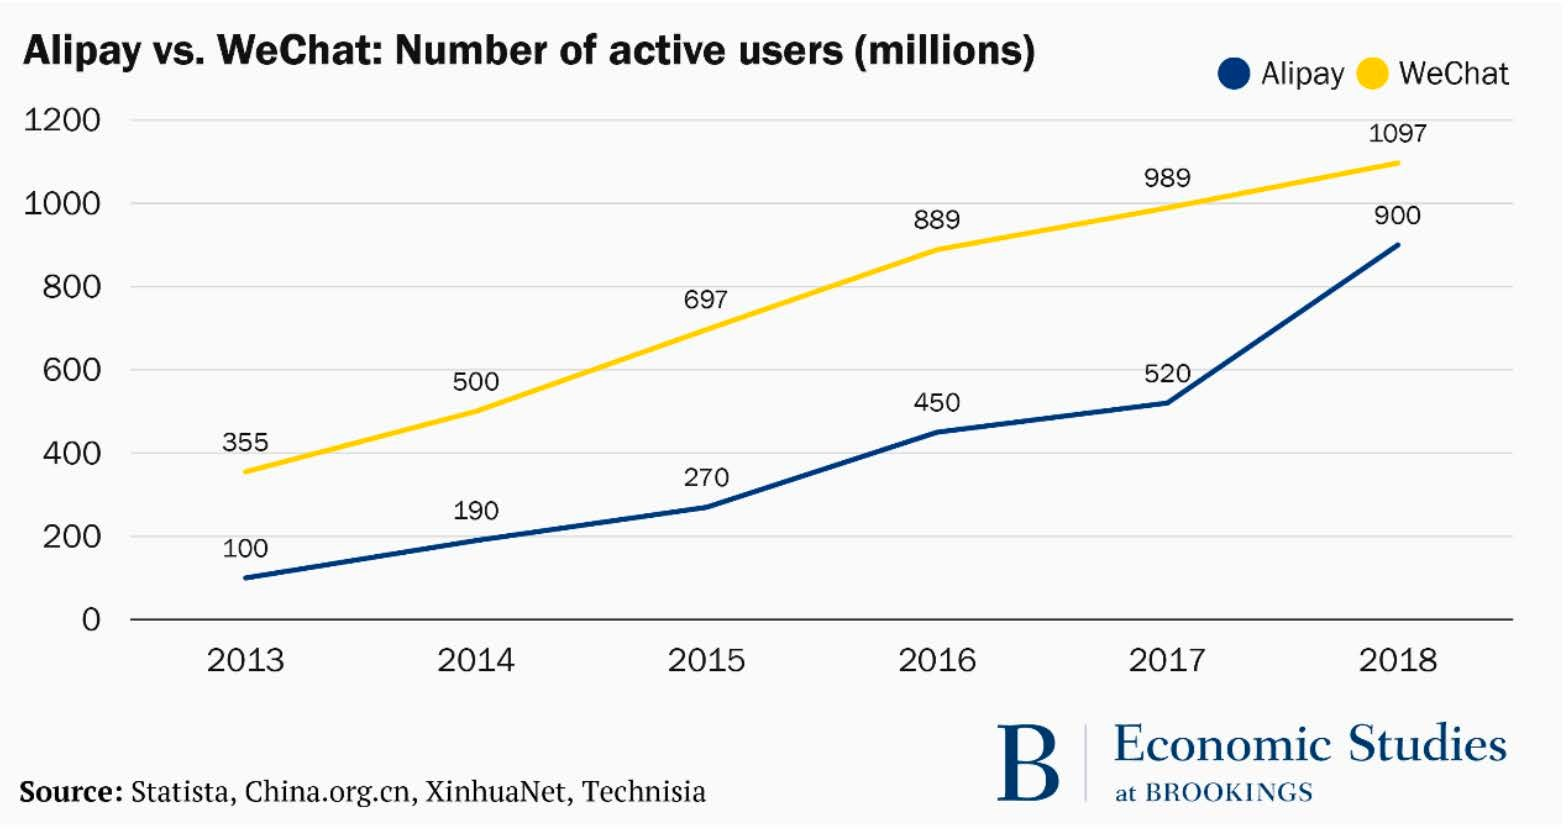 Alipay vs. WeChat: Number of active users (millions)
Alipay WeChat
1200
1000
800
600
400
200
0
355
500
697
889
989
1097
100
190
270
450
520
900
2013 2014 2015 2016 2017 2018
Source: Statista, China.org.cn, XinhuaNet, Technisia
B
Economic Studies
at BROOKINGS